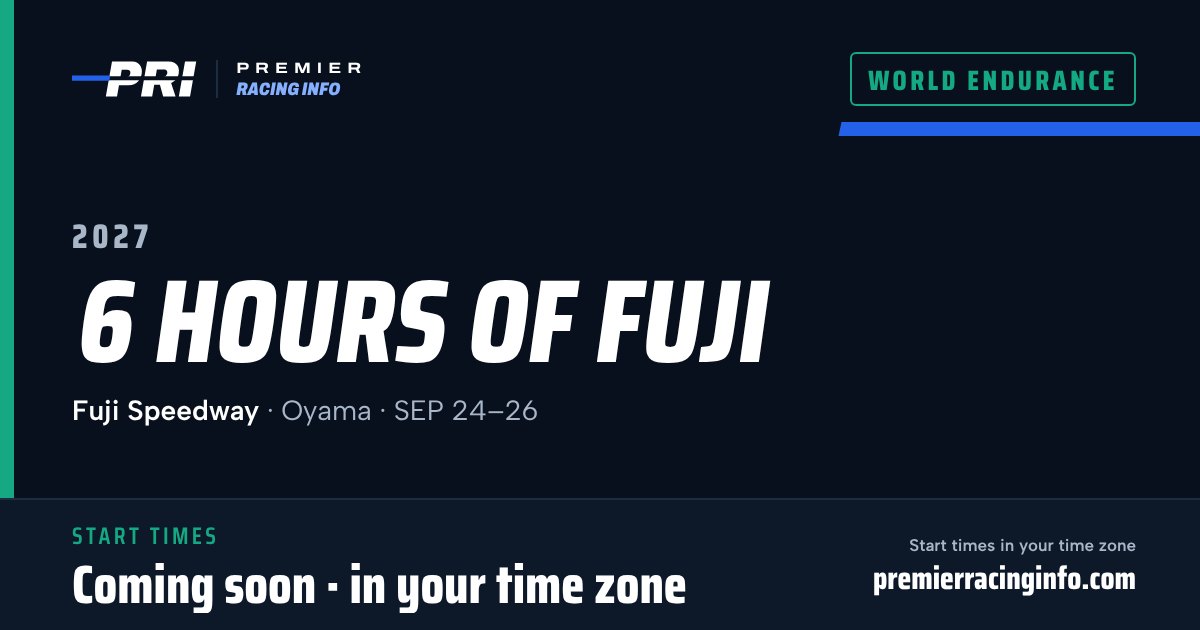 PRI
PREMIER
RACING INFO
WORLD ENDURANCE
2027
6 HOURS OF FUJI
Fuji Speedway · Oyama · SEP 24–26
START TIMES
Coming soon · in your time zone
Start times in your time zone
premierracinginfo.com